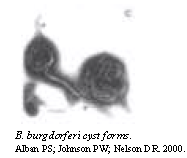 C
B. burgdorferi cyst forms.
Alban PS; Johnson PW; Nelson DR. 2000.